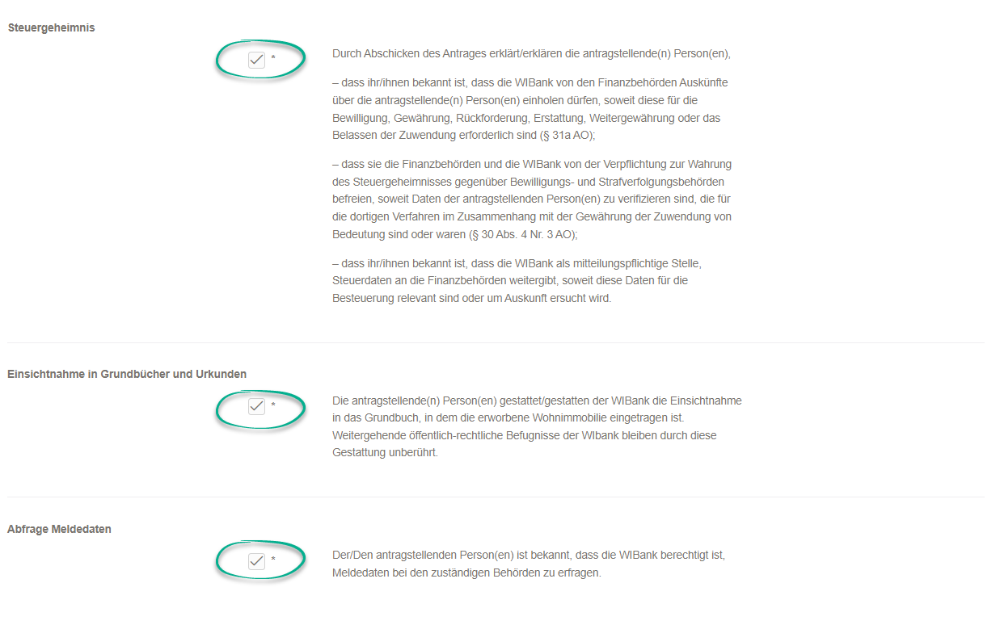 Steuergeheimnis
*
Durch Abschicken des Antrages erklärt/erklären die antragstellende(n) Person(en),
– dass ihr/ihnen bekannt ist, dass die WIBank von den Finanzbehörden Auskünfte
über die antragstellende(n) Person(en) einholen dürfen, soweit diese für die
Bewilligung, Gewährung, Rückforderung, Erstattung, Weitergewährung oder das
Belassen der Zuwendung erforderlich sind (§ 31a AO);
– dass sie die Finanzbehörden und die WIBank von der Verpflichtung zur Wahrung
des Steuergeheimnisses gegenüber Bewilligungs- und Strafverfolgungsbehörden
befreien, soweit Daten der antragstellenden Person(en) zu verifizieren sind, die für
die dortigen Verfahren im Zusammenhang mit der Gewährung der Zuwendung von
Bedeutung sind oder waren (§ 30 Abs. 4 Nr. 3 AO);
– dass ihr/ihnen bekannt ist, dass die WIBank als mitteilungspflichtige Stelle,
Steuerdaten an die Finanzbehörden weitergibt, soweit diese Daten für die
Besteuerung relevant sind oder um Auskunft ersucht wird.
Einsichtnahme in Grundbücher und Urkunden
*
Die antragstellende(n) Person(en) gestattet/gestatten der WIBank die Einsichtnahme
in das Grundbuch, in dem die erworbene Wohnimmobilie eingetragen ist.
Weitergehende öffentlich-rechtliche Befugnisse der WIbank bleiben durch diese
Gestattung unberührt.
Abfrage Meldedaten
*
Der/Den antragstellenden Person(en) ist bekannt, dass die WIBank berechtigt ist,
Meldedaten bei den zuständigen Behörden zu erfragen.